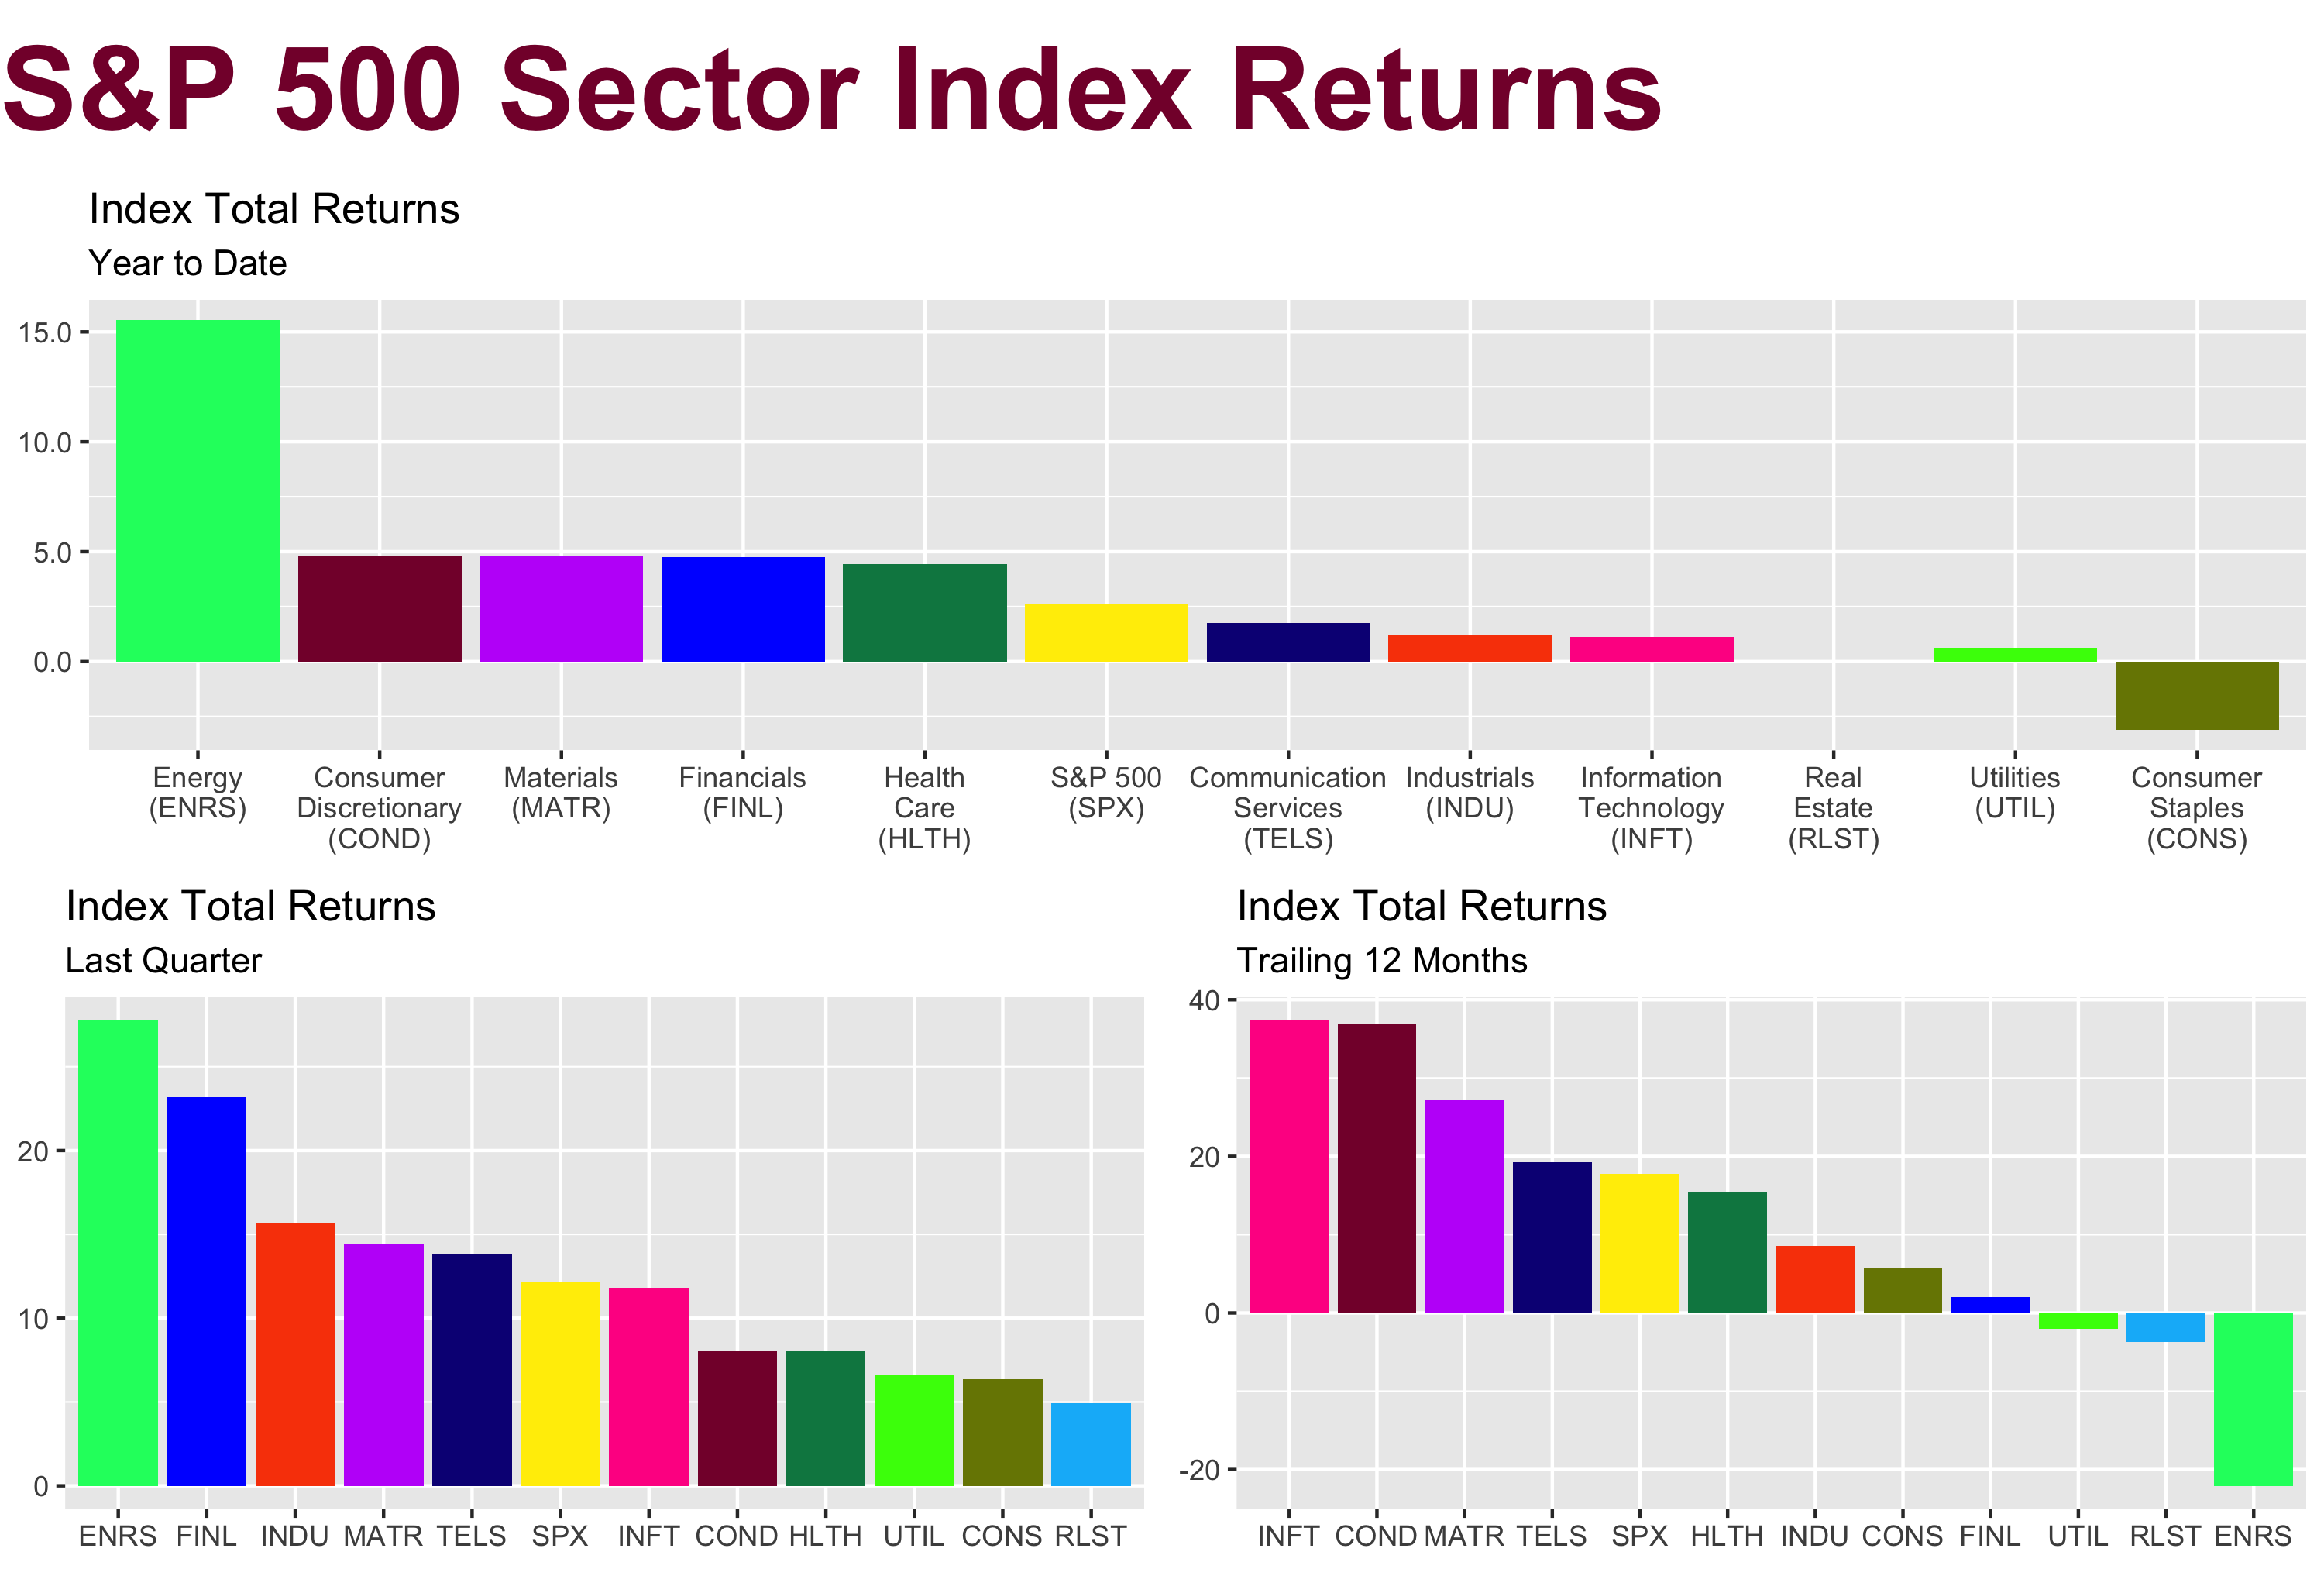 S&P 500 Sector Index Returns
Index Total Returns
Year to Date
15.0
10.0
5.0
0.0
Energy
(ENRS)
Consumer
Discretionary
(COND)
Materials
(MATR)
Financials
(FINL)
Health
Care
(HLTH)
S&P 500
(SPX)
Communication
Services
(TELS)
Industrials
(INDU)
Information
Technology
(INFT)
Real
Estate
(RLST)
Utilities
(UTIL)
Consumer
Staples
(CONS)
Index Total Returns
Last Quarter
20
10
0
ENRS FINL INDU MATR TELS SPX INFT COND HLTH UTIL CONS RLST
Index Total Returns
Trailing 12 Months
40
20
0
-20
INFT COND MATR TELS SPX HLTH INDU CONS FINL UTIL RLST ENRS